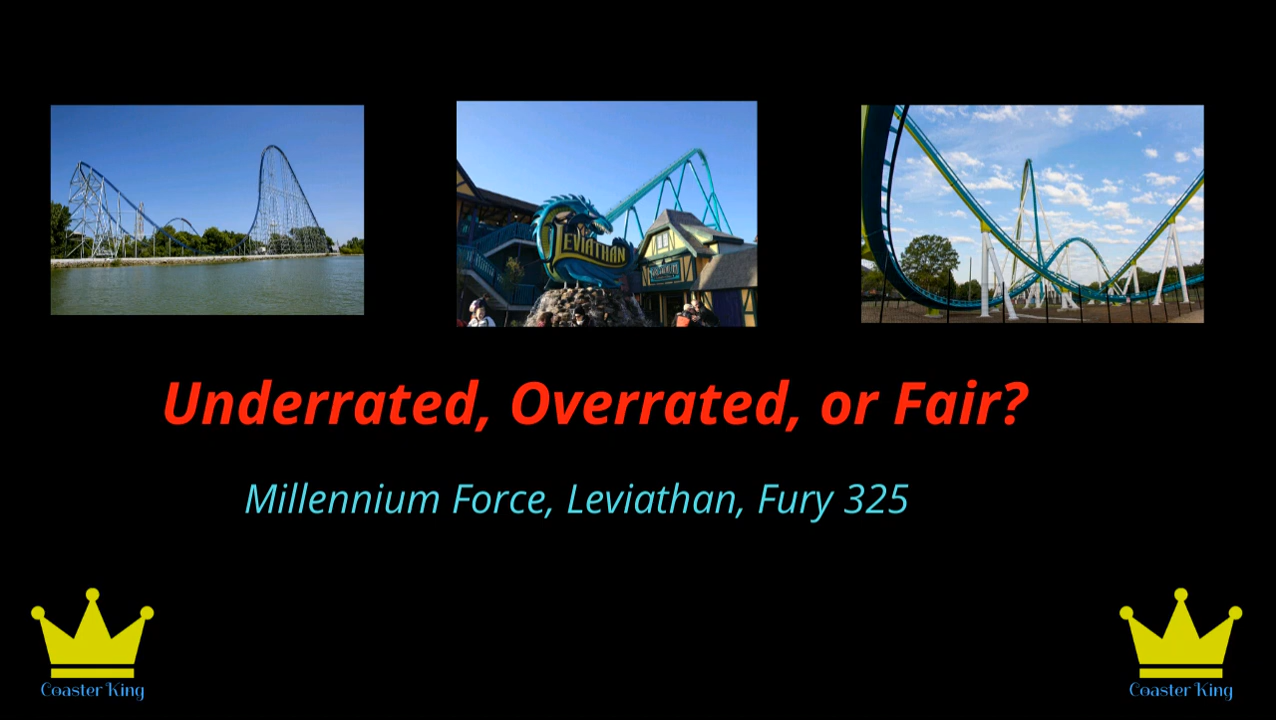 LEVIATHAN
Underrated, Overrated, or Fair?
Millennium Force, Leviathan, Fury 325
Coaster King
Coaster King